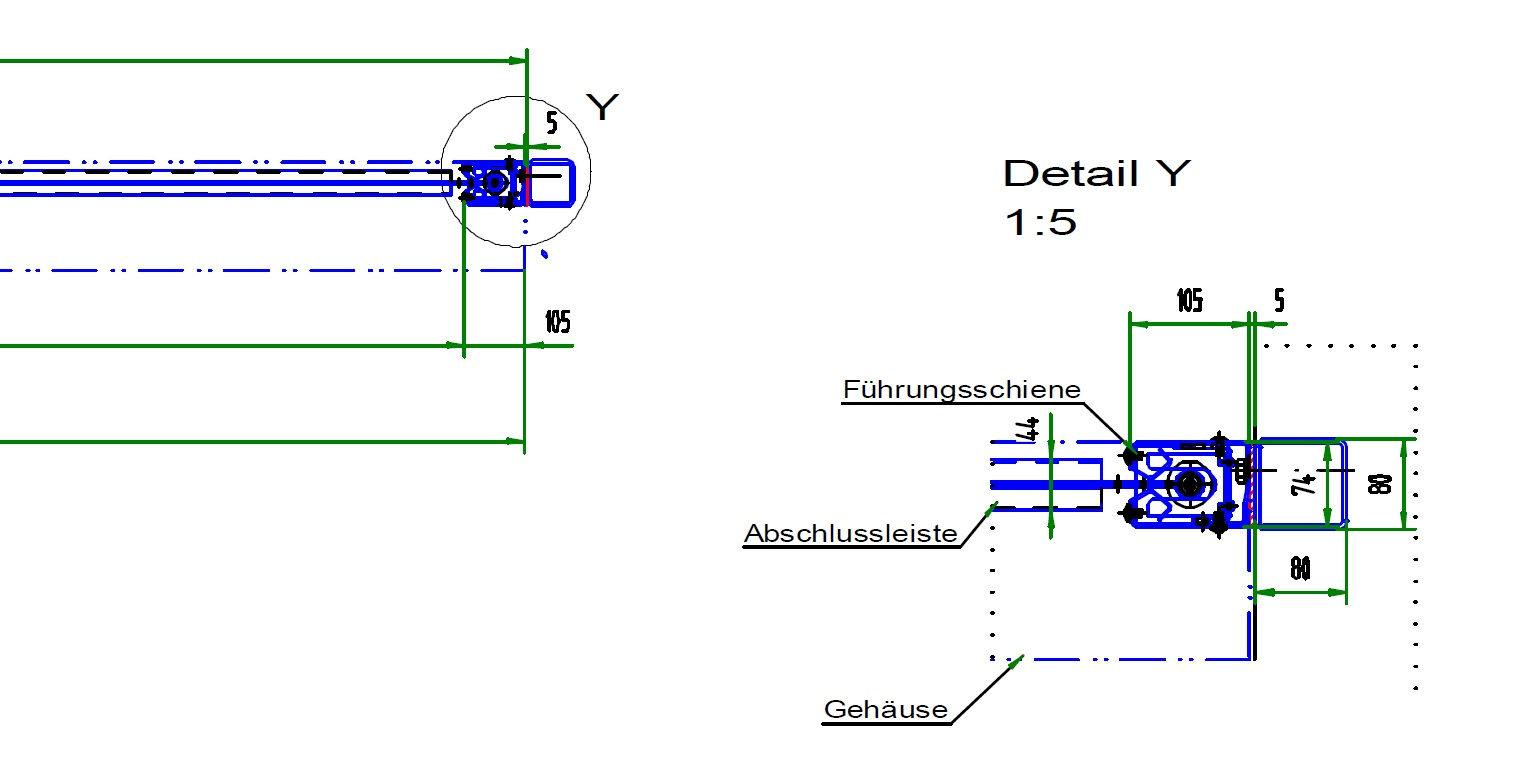 Y
5
105
Detail Y
1:5
105
5
Führungsschiene
44
74
80
Abschlussleiste
80
Gehäuse